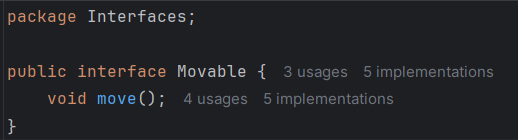 package Interfaces;
public interface Movable {  3 usages  5 implementations
    void move();  4 usages  5 implementations
}